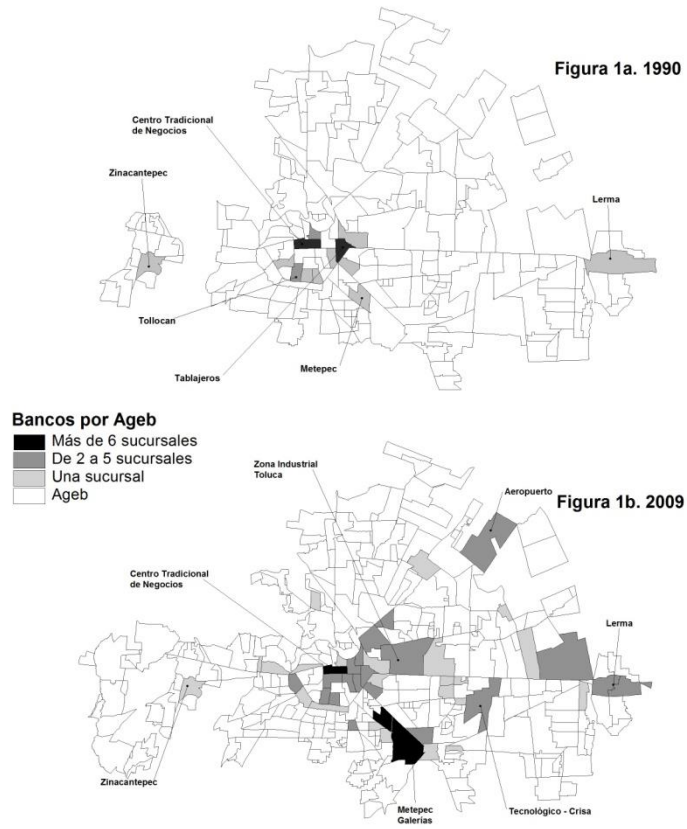 Figura 1a. 1990
Centro Tradicional
de Negocios
Zinacantepec
Lerma
Tollocan
Tablajeros
Metepec
Bancos por Ageb
Más de 6 sucursales
De 2 a 5 sucursales
Una sucursal
Ageb
Zona Industrial
Toluca
Aeropuerto
Figura 1b. 2009
Centro Tradicional
de Negocios
Lerma
Zinacantepec
Metepec
Galerías
Tecnológico - Crisa